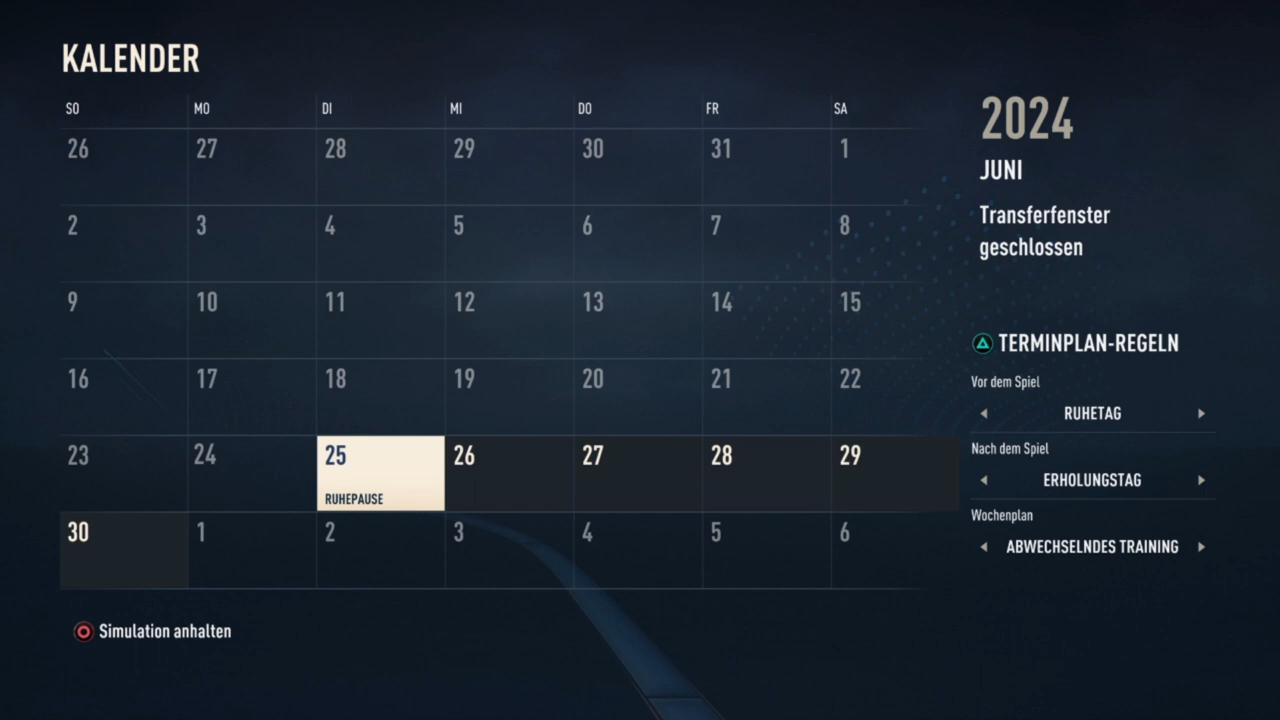 KALENDER
SO MO DI MI DO FR SA
26 27 28 29 30 31 1
2 3 4 5 6 7 8
9 10 11 12 13 14 15
16 17 18 19 20 21 22
23 24 25 26 27 28 29
RUHEPAUSE
30 1 2 3 4 5 6
Simulation anhalten
2024
JUNI
Transferfenster
geschlossen
TERMINPLAN-REGELN
Vor dem Spiel
RUHETAG
Nach dem Spiel
ERHOLUNGSTAG
Wochenplan
ABWECHSELNDES TRAINING